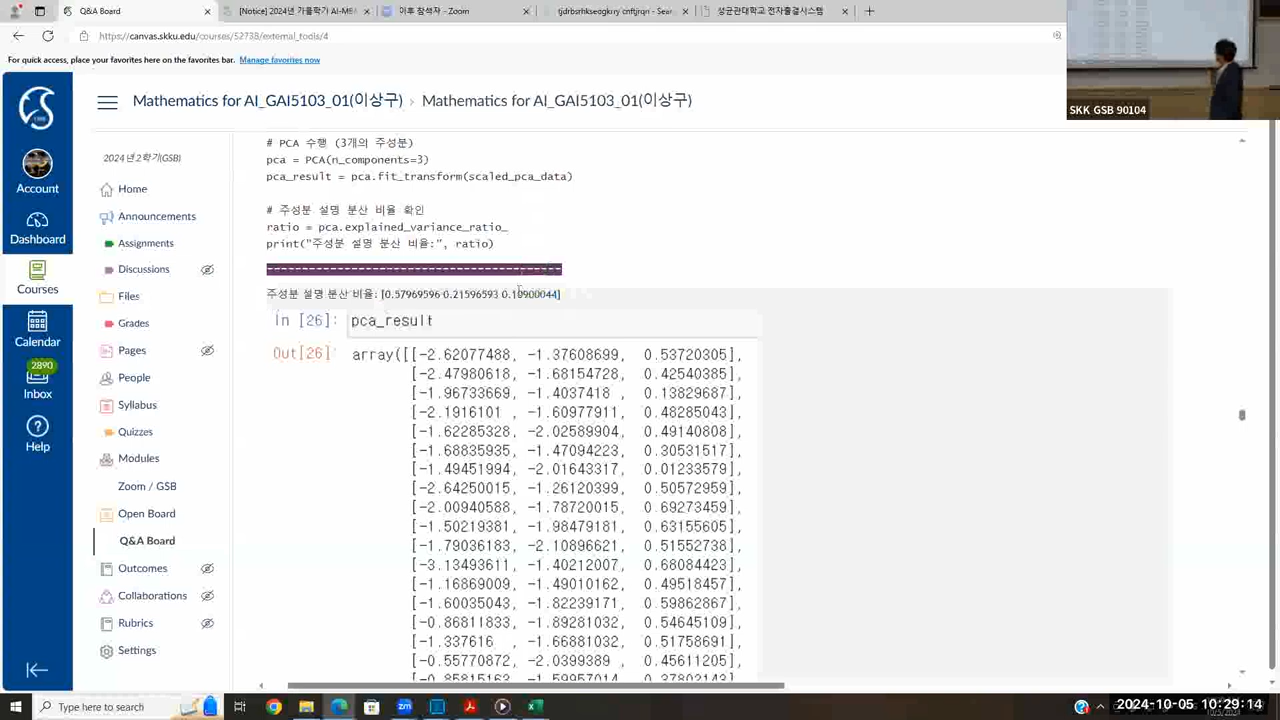 Q&A Board
[Notice] 2024년 가을학기 AI-MB
이후 참석자 - Zoom
tjdrbsrhkseogkry cnftjrqn - Sear
성균관대학교 전자출결시스템
https://canvas.skku.edu/courses/52738/external_tools/4
For quick access, place your favorites here on the favorites bar. Manage favorites now
SKK GSB 90104
Mathematics for AI_GAI5103_01(이상구) Mathematics for AI_GAI5103_01(이상구)
Account
Dashboard
Courses
Calendar
2890
Inbox
Help
2024년2학기(GSB)
Home
Announcements
Assignments
Discussions
Files
Grades
Pages
People
Syllabus
Quizzes
Modules
Zoom / GSB
Open Board
Q&A Board
Outcomes
Collaborations
Rubrics
Settings
# PCA 수행 (3개의 주성분)
pca = PCA(n_components=3)
pca_result = pca.fit_transform(scaled_pca_data)
# 주성분 설명 분산 비율 확인
ratio = pca.explained_variance_ratio_
print("주성분 설명 분산 비율:", ratio)
주성분 설명 분산 비율: [0.57969596 0.21596593 0.10900044]
In [26]: pca_result
Out[26]: array([[-2.62077488, -1.37608699, 0.53720305],
[-2.47980618, -1.68154728, 0.42540385],
[-1.96733669, -1.4037418 , 0.13829687],
[-2.1916101 , -1.60977911, 0.48285043],
[-1.62285328, -2.02589904, 0.49140808],
[-1.68835935, -1.47094223, 0.30531517],
[-1.49451994, -2.01643317, 0.01233579],
[-2.64250015, -1.26120399, 0.50572959],
[-2.00940588, -1.78720015, 0.69273459],
[-1.50219381, -1.98479181, 0.63155605],
[-1.79036183, -2.10896621, 0.51552738],
[-3.13493611, -1.40212007, 0.68084423],
[-1.16869009, -1.49010162, 0.49518457],
[-1.60035043, -1.82239171, 0.59862867],
[-0.86811833, -1.89281032, 0.54645109],
[-1.337616 , -1.66881032, 0.51758691],
[-0.55770872, -2.0399389 , 0.45611205],
[-0.85815163, -1.59957014, 0.37802143],
Type here to search
2024-10-05 10:29:14